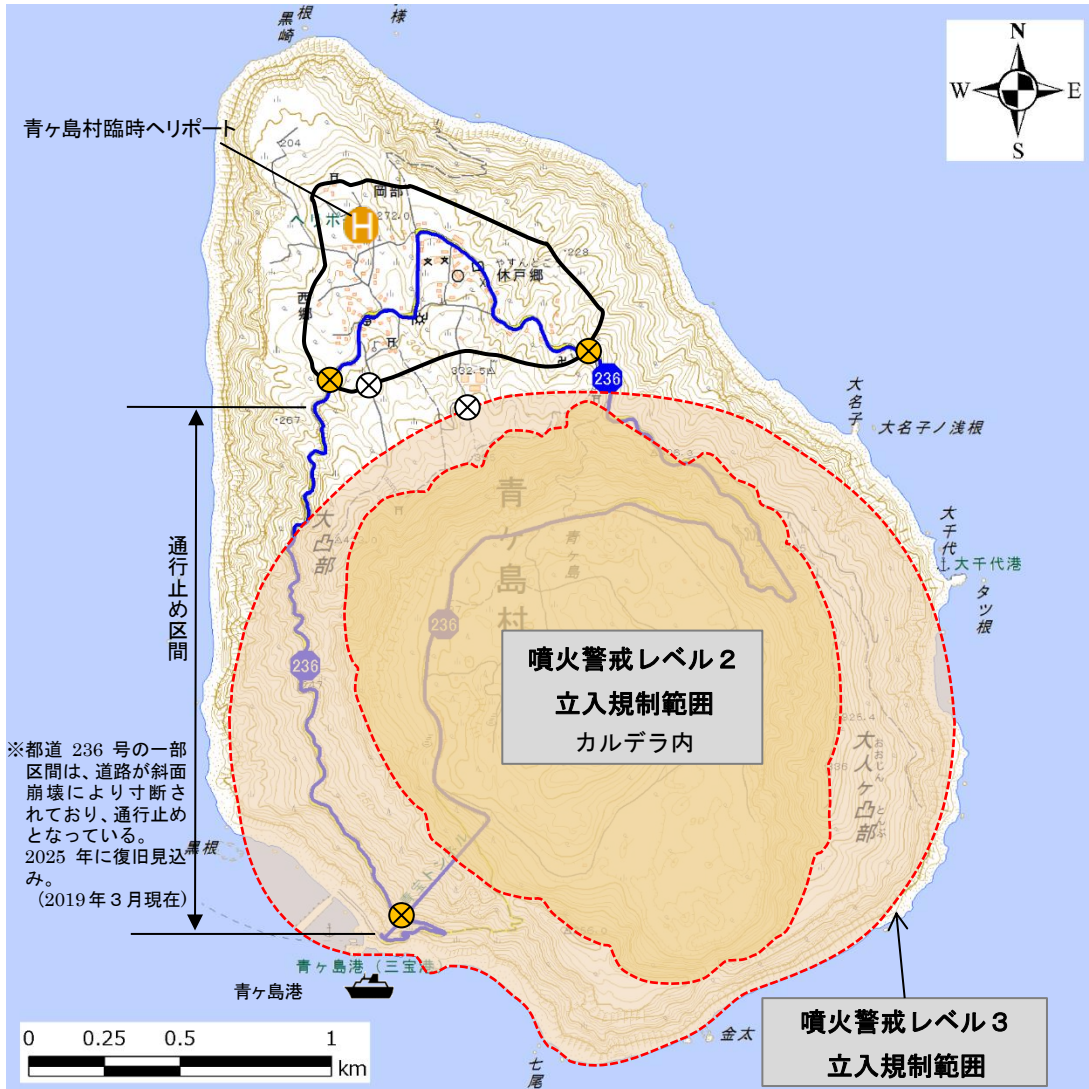 黒崎
根
様
N
W
E
S
青ヶ島村臨時ヘリポート
204
岡部
ヘリポ
H
272.0
やすんとごう
休戸郷
228
西郷
332.5
236
267
大名子
大名子ノ浅根
大凸部
青ヶ島村
青ヶ島
大千代
大千代港
タツ根
通行止め区間
236
236
噴火警戒レベル2
立入規制範囲
カルデラ内
おおじんとんぶ
大人ヶ凸部
※都道 236 号の一部
区間は、道路が斜面
崩壊により寸断さ
れており、通行止め
となっている。
2025 年に復旧見込
み。
(2019年3月現在)
黒根
青ヶ島港(三宝港)
青ヶ島港
0 0.25 0.5 1
km
七尾
金太
噴火警戒レベル3
立入規制範囲